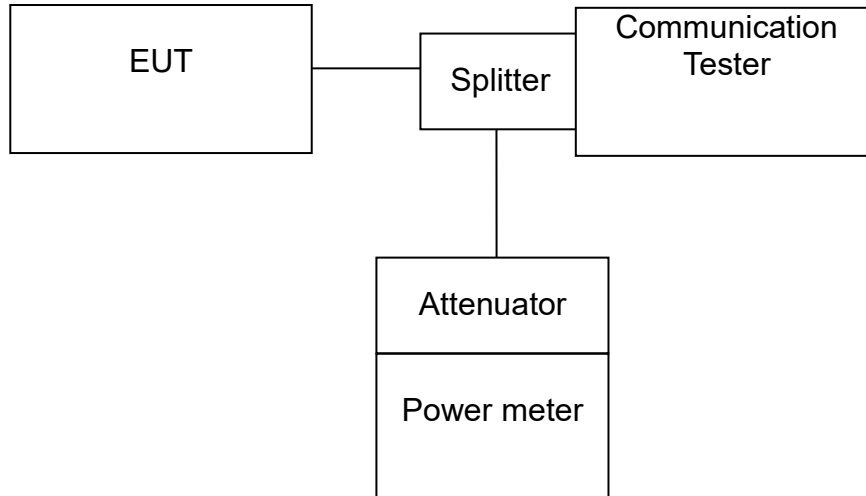 EUT
Splitter
Communication
Tester
Attenuator
Power meter